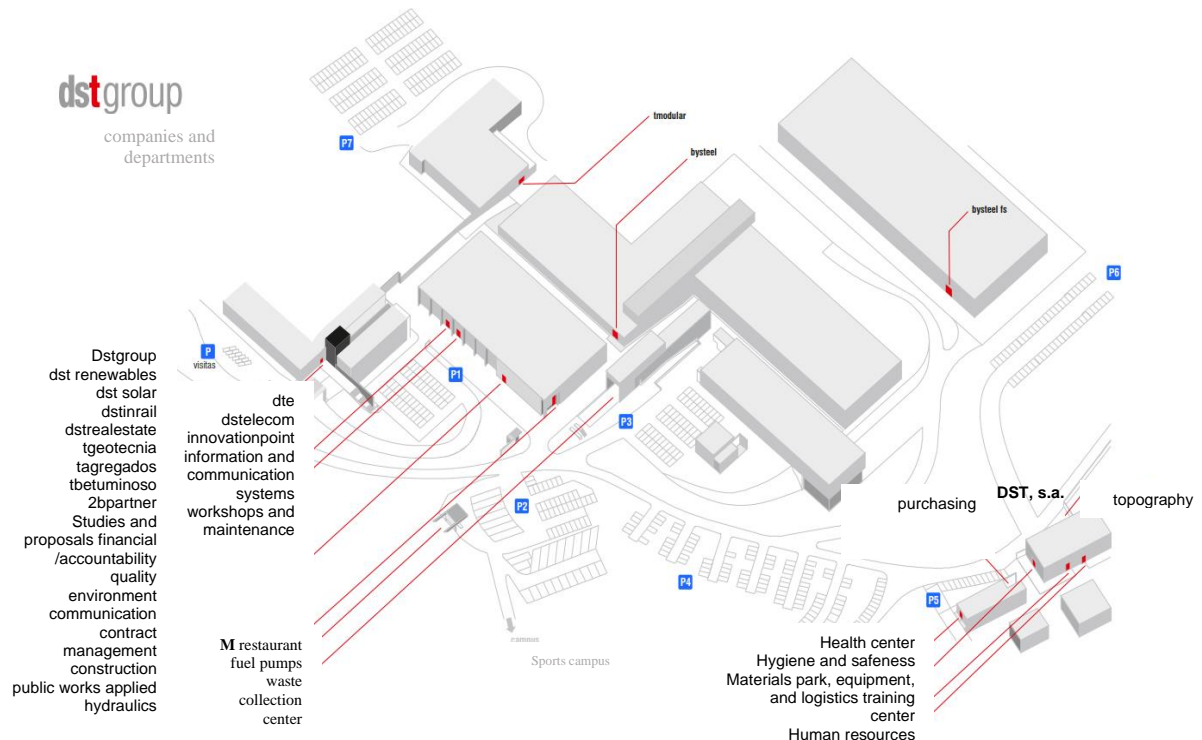 dstgroup
companies and
departments
P7
tmodular
bysteel
bysteel fs
P6
P
visitas
P1
P3
P2
P4
P5
Dstgroup
dst renewables
dst solar
dstinrail
dstrealestate
tgeotecnia
tagregados
tbetuminoso
2bpartner
Studies and
proposals financial
/accountability
quality
environment
communication
contract
management
construction
public works applied
hydraulics
dte
dstelecom
innovationpoint
information and
communication
systems
workshops and
maintenance
M restaurant
fuel pumps
waste
collection
center
campus
Sports campus
purchasing
DST, s.a.
topography
Health center
Hygiene and safeness
Materials park, equipment,
and logistics training
center
Human resources